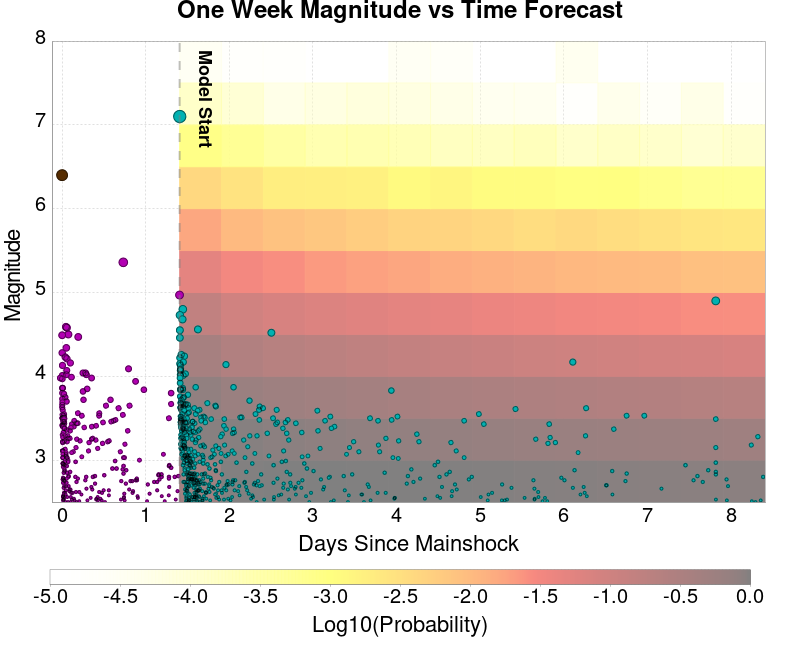 One Week Magnitude vs Time Forecast
Magnitude
8
7
6
5
4
3
Model Start
0 1 2 3 4 5 6 7 8
Days Since Mainshock
-5.0 -4.5 -4.0 -3.5 -3.0 -2.5 -2.0 -1.5 -1.0 -0.5 0.0
Log10(Probability)